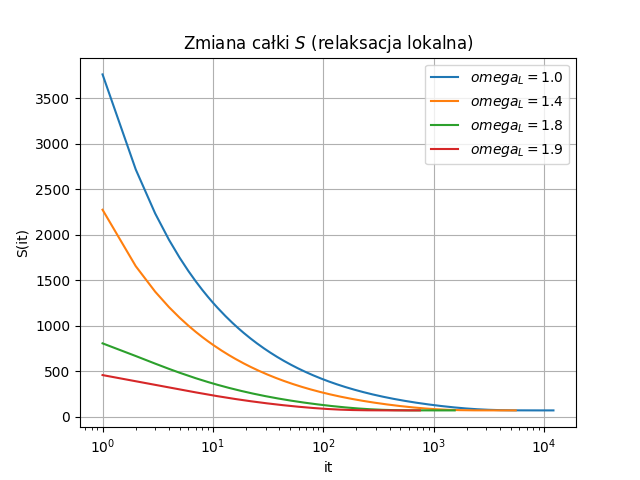 Zmiana całki S (relaksacja lokalna)
S(it)
3500
3000
2500
2000
1500
1000
500
0
omega_L = 1.0
omega_L = 1.4
omega_L = 1.8
omega_L = 1.9
10^0
10^1
10^2
10^3
10^4
it